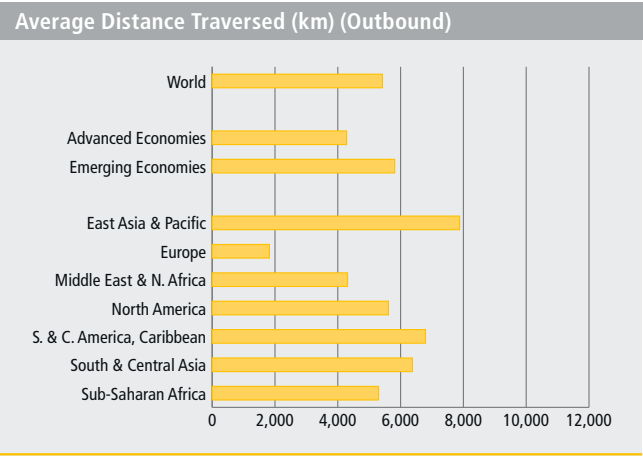 Average Distance Traversed (km) (Outbound)
World
Advanced Economies
Emerging Economies
East Asia & Pacific
Europe
Middle East & N. Africa
North America
S. & C. America, Caribbean
South & Central Asia
Sub-Saharan Africa
0 2,000 4,000 6,000 8,000 10,000 12,000